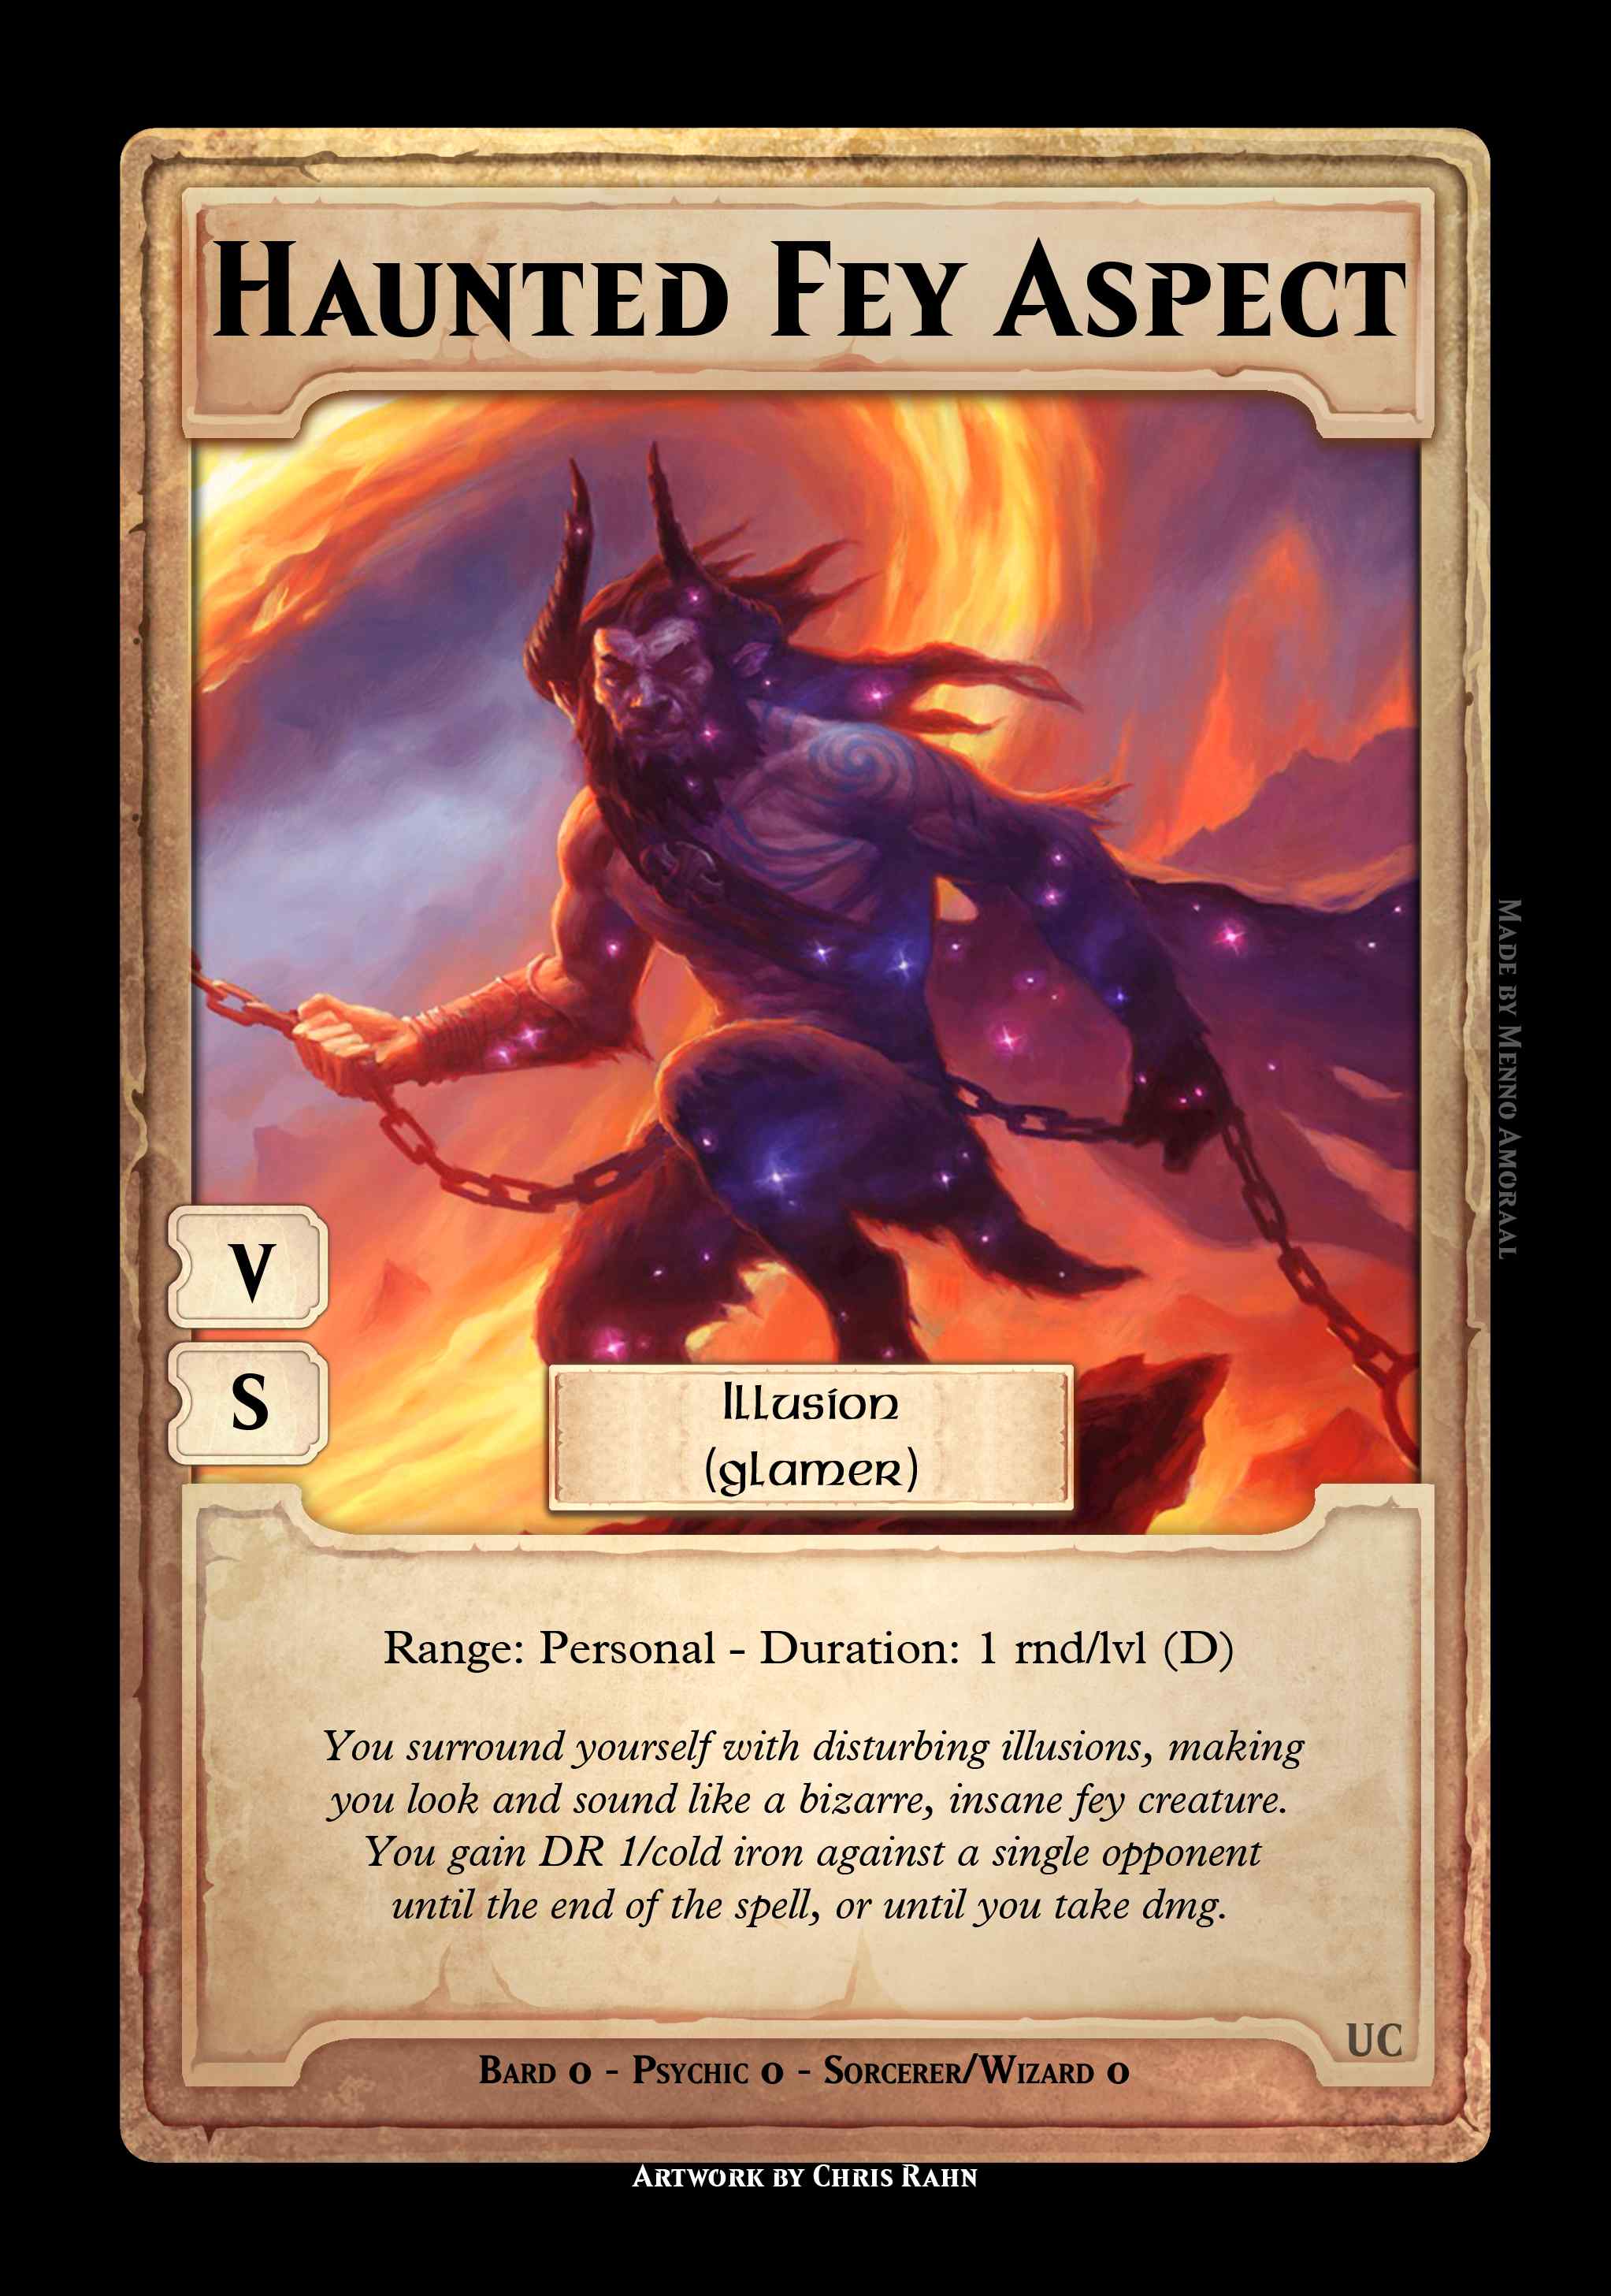 Haunted Fey Aspect
V
S
Illusion
(glamer)
Range: Personal - Duration: 1 rnd/lvl (D)
You surround yourself with disturbing illusions, making
you look and sound like a bizarre, insane fey creature.
You gain DR 1/cold iron against a single opponent
until the end of the spell, or until you take dmg.
UC
Bard 0 - Psychic 0 - Sorcerer/Wizard 0
Artwork by Chris Rahn
Made by Menno Amoraal